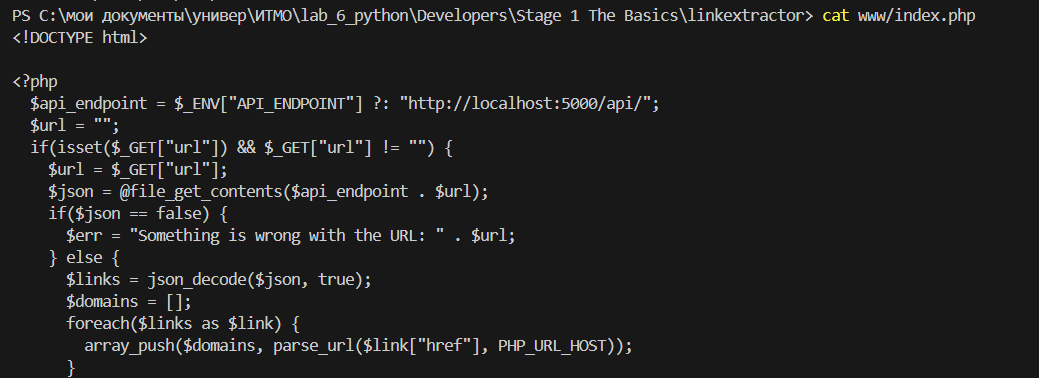 PS C:\мои документы\универ\ИТМО\lab_6_python\Developers\Stage 1 The Basics\linkextractor> cat www/index.php
<!DOCTYPE html>

<?php
  $api_endpoint = $_ENV["API_ENDPOINT"] ?: "http://localhost:5000/api/";
  $url = "";
  if(isset($_GET["url"]) && $_GET["url"] != "") {
    $url = $_GET["url"];
    $json = @file_get_contents($api_endpoint . $url);
    if($json == false) {
      $err = "Something is wrong with the URL: " . $url;
    } else {
      $links = json_decode($json, true);
      $domains = [];
      foreach($links as $link) {
        array_push($domains, parse_url($link["href"], PHP_URL_HOST));
      }